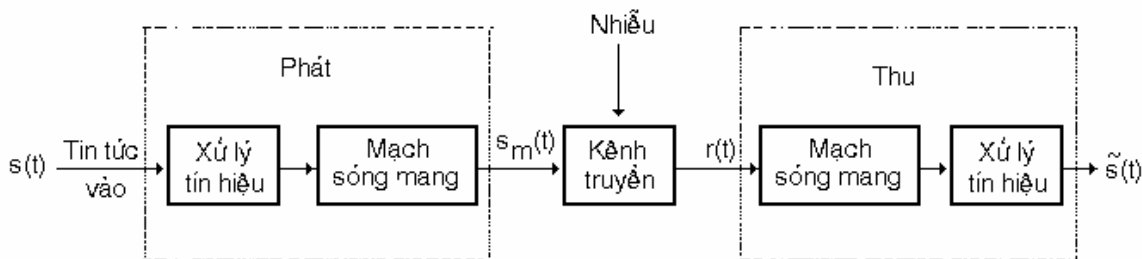 Nhiễu
Phát
Thu
s(t)
Tin tức
vào
Xử lý
tín hiệu
Mạch
sóng mang
s_m(t)
Kênh
truyền
r(t)
Mạch
sóng mang
Xử lý
tín hiệu
s̃(t)